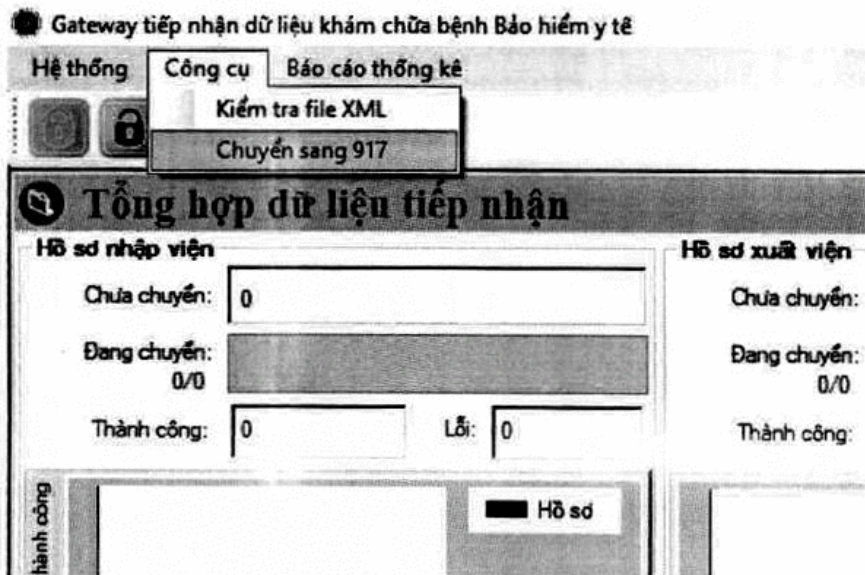 Gateway tiếp nhận dữ liệu khám chữa bệnh Bảo hiểm y tế
Hệ thống Công cụ Báo cáo thống kê
Kiểm tra file XML
Chuyển sang 917
Tổng hợp dữ liệu tiếp nhận
Hồ sơ nhập viện
Chưa chuyển: 0
Đang chuyển:
0/0
Thành công: 0 Lỗi: 0
hành công
Hồ sơ
Hồ sơ xuất viện
Chưa chuyển:
Đang chuyển:
0/0
Thành công: